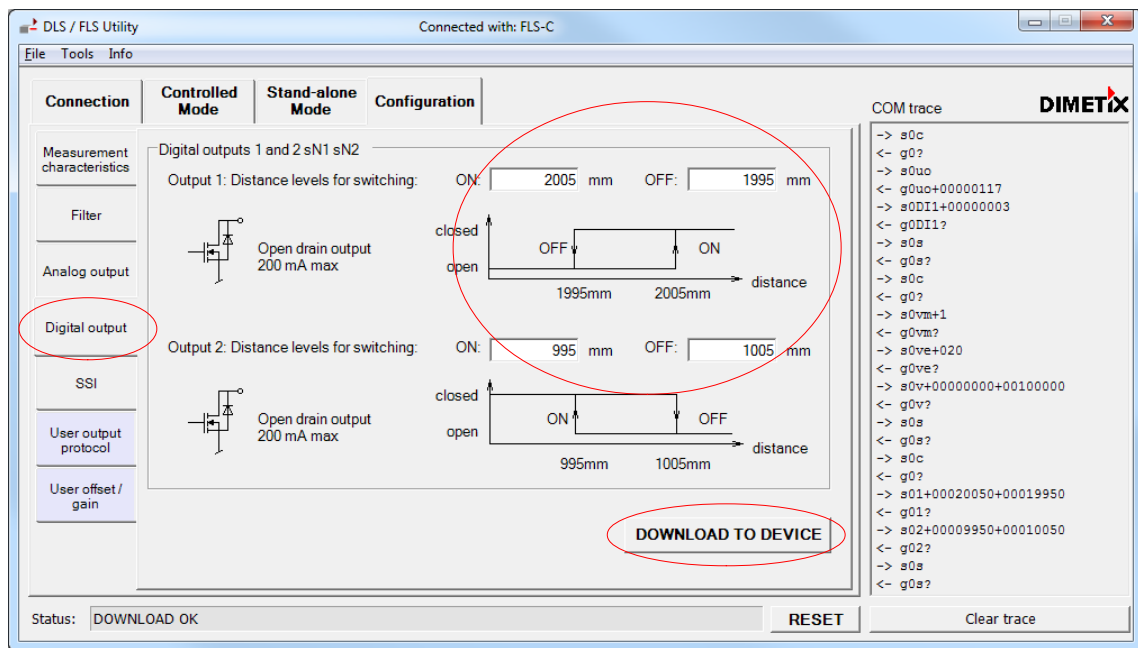 DLS / FLS Utility
Connected with: FLS-C
File Tools Info
Connection
Controlled
Mode
Stand-alone
Mode
Configuration
COM trace
DIMETIX
Measurement
characteristics
Filter
Analog output
Digital output
SSI
User output
protocol
User offset /
gain
Digital outputs 1 and 2 sN1 sN2
Output 1: Distance levels for switching: ON: 2005 mm OFF: 1995 mm
Open drain output
200 mA max
closed
open
OFF
ON
distance
1995mm 2005mm
Output 2: Distance levels for switching: ON: 995 mm OFF: 1005 mm
Open drain output
200 mA max
closed
open
ON
OFF
distance
995mm 1005mm
DOWNLOAD TO DEVICE
-> s0c
<- g0?
-> s0uo
<- g0uo+00000117
-> s0DI1+00000003
<- g0DI1?
-> s0s
<- g0s?
-> s0c
<- g0?
-> s0vm+1
<- g0vm?
-> s0ve+020
<- g0ve?
-> s0v+00000000+00100000
<- g0v?
-> s0s
<- g0s?
-> s0c
<- g0?
-> s01+00020050+00019950
<- g01?
-> s02+00009950+00010050
<- g02?
-> s0s
<- g0s?
Status: DOWNLOAD OK
RESET
Clear trace